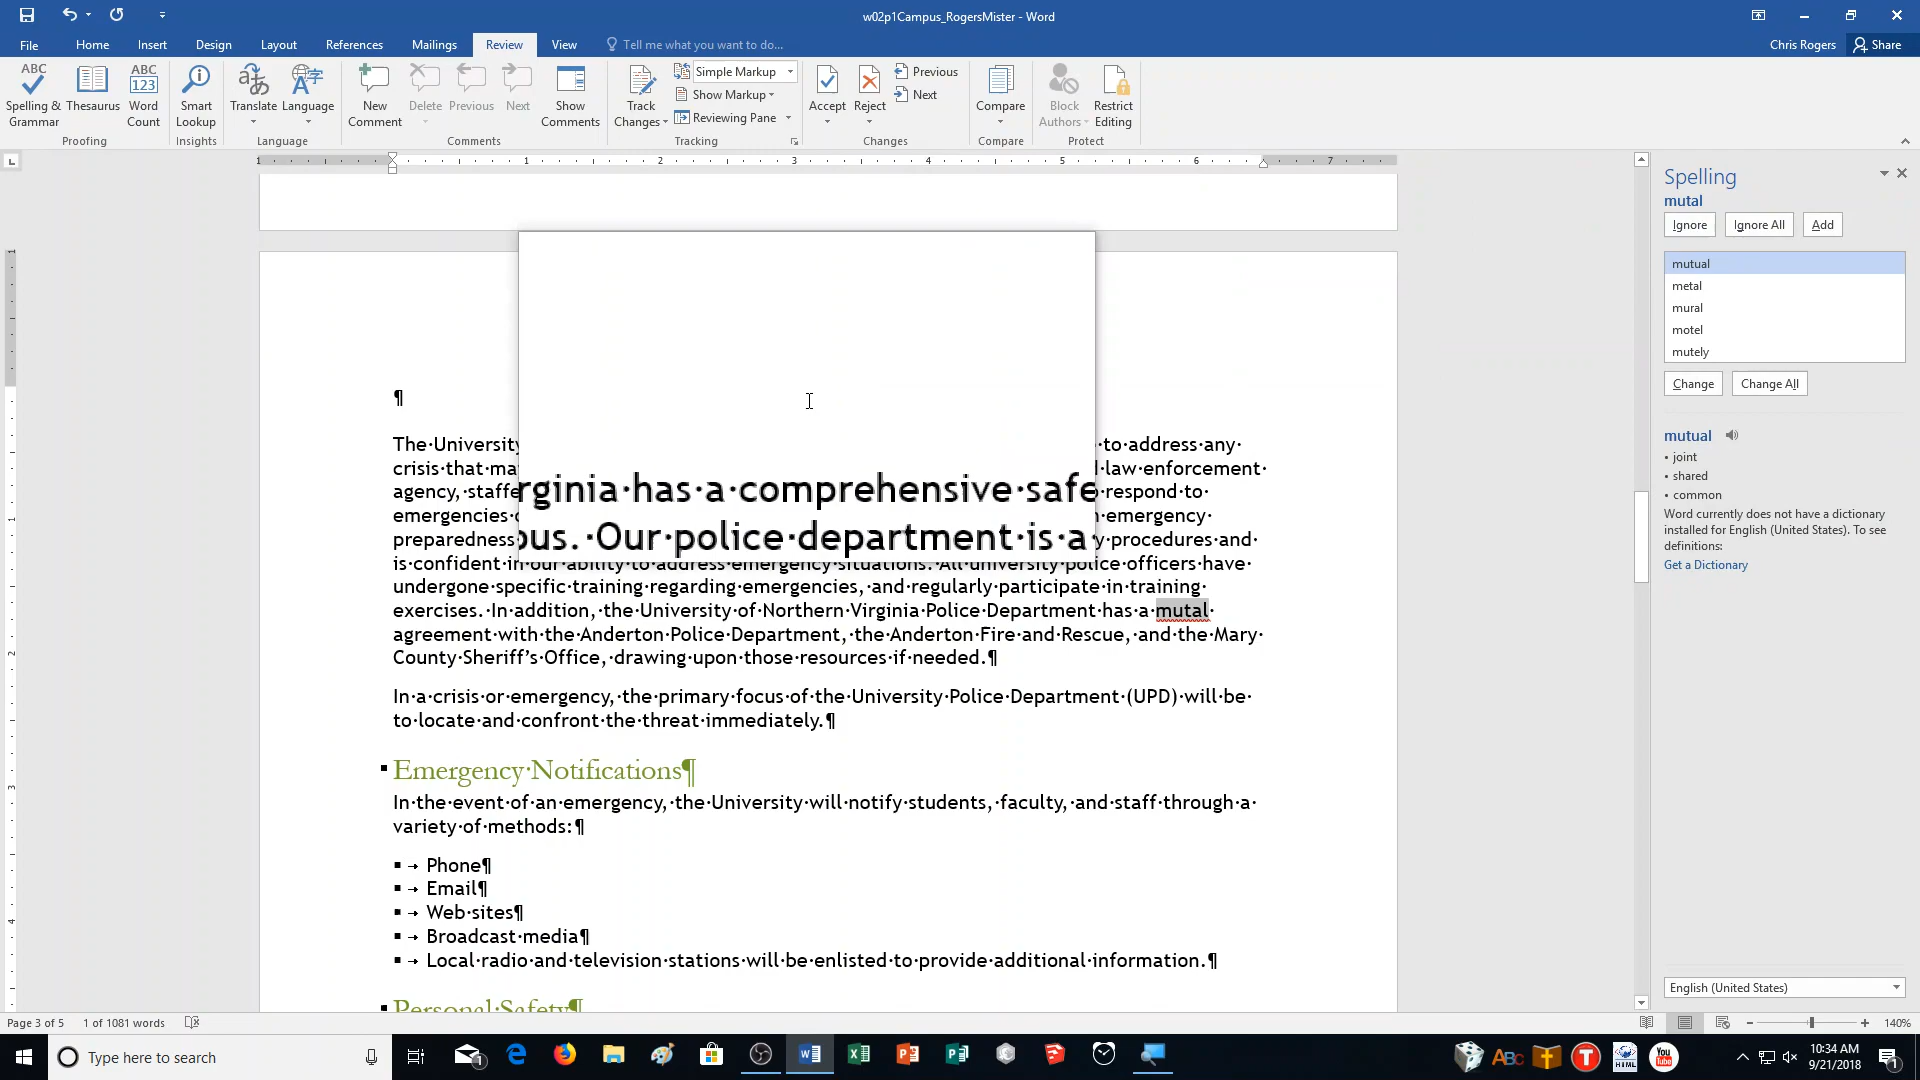 w02p1Campus_RogersMister - Word
File Home Insert Design Layout References Mailings Review View Tell me what you want to do... Chris Rogers Share
ABC ABC
123
Spelling & Grammar Thesaurus Word Count Smart Lookup Translate Language New Comment Delete Previous Next Show Comments Track Changes Simple Markup Show Markup Reviewing Pane Accept Reject Previous Next Compare Block Authors Restrict Editing
Proofing Insights Language Comments Tracking Changes Compare Protect
1 1 2 3 4 5 6 7
Spelling
mutal
Ignore Ignore All Add
mutual
metal
mural
motel
mutely
Change Change All
mutual
• joint
• shared
• common
Word currently does not have a dictionary
installed for English (United States). To see
definitions:
Get a Dictionary
English (United States)
¶
The·University ·to·address·any·
crisis·that·ma law·enforcement·
agency,·staffe ·respond·to·
emergencies· emergency·
preparedness y·procedures·and·
rginia·has·a·comprehensive·safe
ous.·Our·police·department·is·a
is·confident·in·our·ability·to·address·emergency·situations.·All·university·police·officers·have·
undergone·specific·training·regarding·emergencies,·and·regularly·participate·in·training·
exercises.·In·addition,·the·University·of·Northern·Virginia·Police·Department·has·a·mutal·
agreement·with·the·Anderton·Police·Department,·the·Anderton·Fire·and·Rescue,·and·the·Mary·
County·Sheriff’s·Office,·drawing·upon·those·resources·if·needed.¶
In·a·crisis·or·emergency,·the·primary·focus·of·the·University·Police·Department·(UPD)·will·be·
to·locate·and·confront·the·threat·immediately.¶
Emergency·Notifications¶
In·the·event·of·an·emergency,·the·University·will·notify·students,·faculty,·and·staff·through·a·
variety·of·methods:¶
▪→Phone¶
▪→Email¶
▪→Web·sites¶
▪→Broadcast·media¶
▪→Local·radio·and·television·stations·will·be·enlisted·to·provide·additional·information.¶
Personal·Safety¶
Page 3 of 5 1 of 1081 words 140%
Type here to search
ABC T HTML You Tube 10:34 AM
9/21/2018